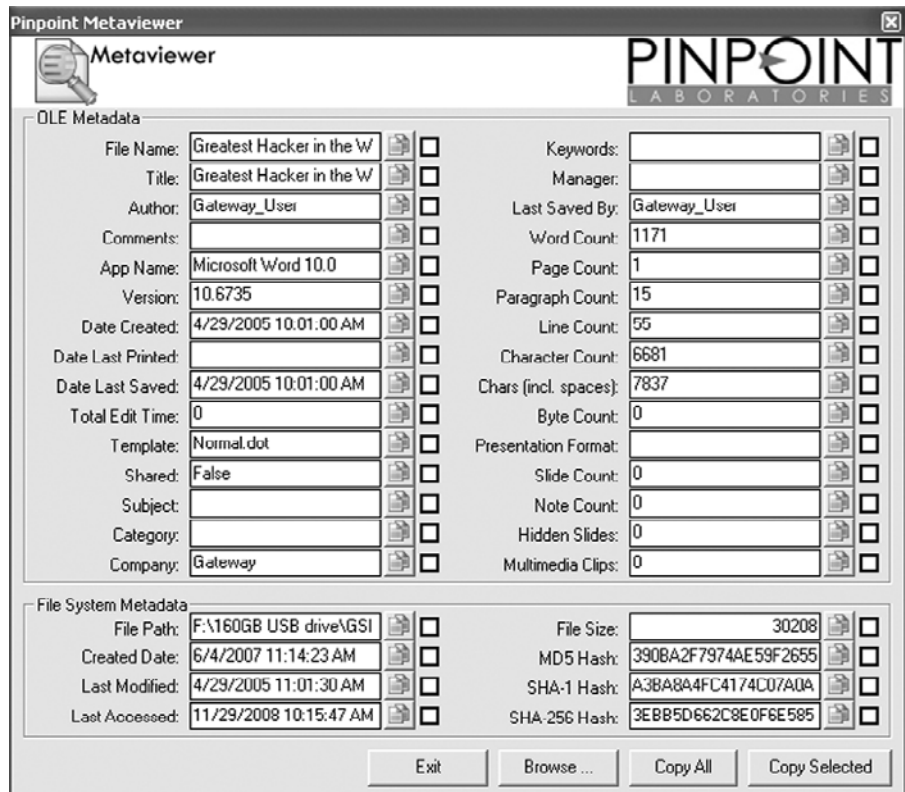 Pinpoint Metaviewer
Metaviewer
PINPOINT
LABORATORIES
OLE Metadata
File Name: Greatest Hacker in the W
Title: Greatest Hacker in the W
Author: Gateway_User
Comments:
App Name: Microsoft Word 10.0
Version: 10.6735
Date Created: 4/29/2005 10:01:00 AM
Date Last Printed:
Date Last Saved: 4/29/2005 10:01:00 AM
Total Edit Time: 0
Template: Normal.dot
Shared: False
Subject:
Category:
Company: Gateway
Keywords:
Manager:
Last Saved By: Gateway_User
Word Count: 1171
Page Count: 1
Paragraph Count: 15
Line Count: 55
Character Count: 6681
Chars (incl. spaces): 7837
Byte Count: 0
Presentation Format:
Slide Count: 0
Note Count: 0
Hidden Slides: 0
Multimedia Clips: 0
File System Metadata
File Path: F:\160GB USB drive\GSI
Created Date: 6/4/2007 11:14:23 AM
Last Modified: 4/29/2005 11:01:30 AM
Last Accessed: 11/29/2008 10:15:47 AM
File Size: 30208
MD5 Hash: 390BA2F7974AE59F2655
SHA-1 Hash: A3BA8A4FC4174C07A0A
SHA-256 Hash: 3EBB5D662C8E0F6E585
Exit
Browse ...
Copy All
Copy Selected